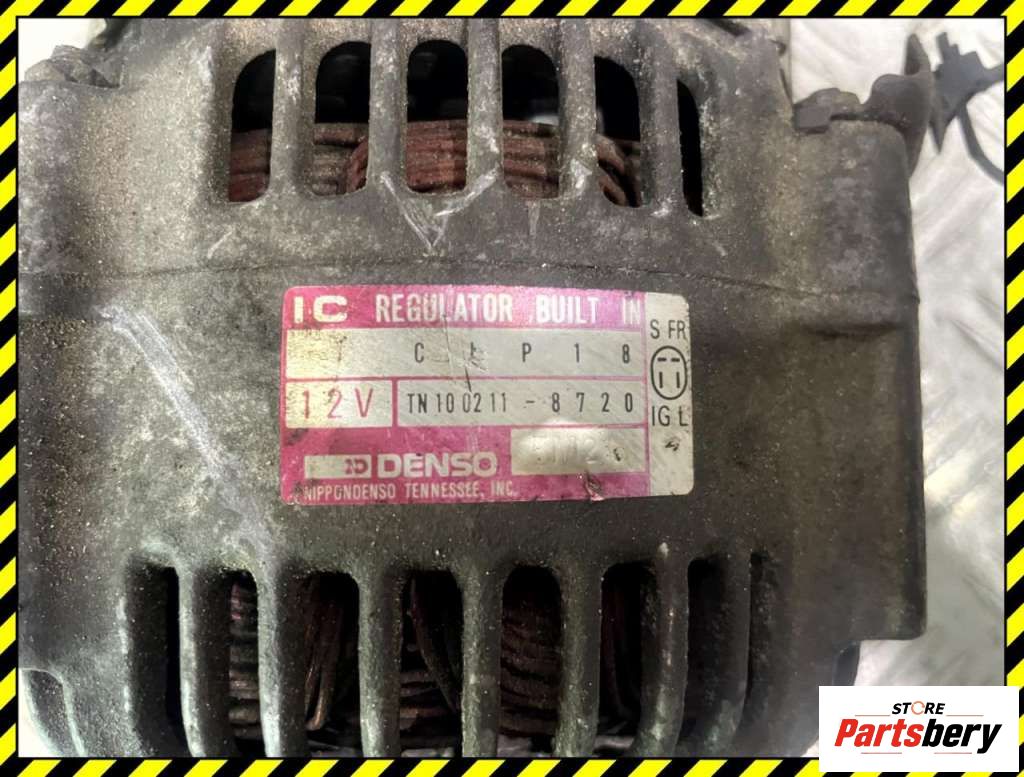 IC REGULATOR BUILT IN
S FR
C L P 1 8
12V
TN100211-8720
IG L
DENSO
NIPPONDENSO TENNESSEE, INC.
STORE
Partsbery